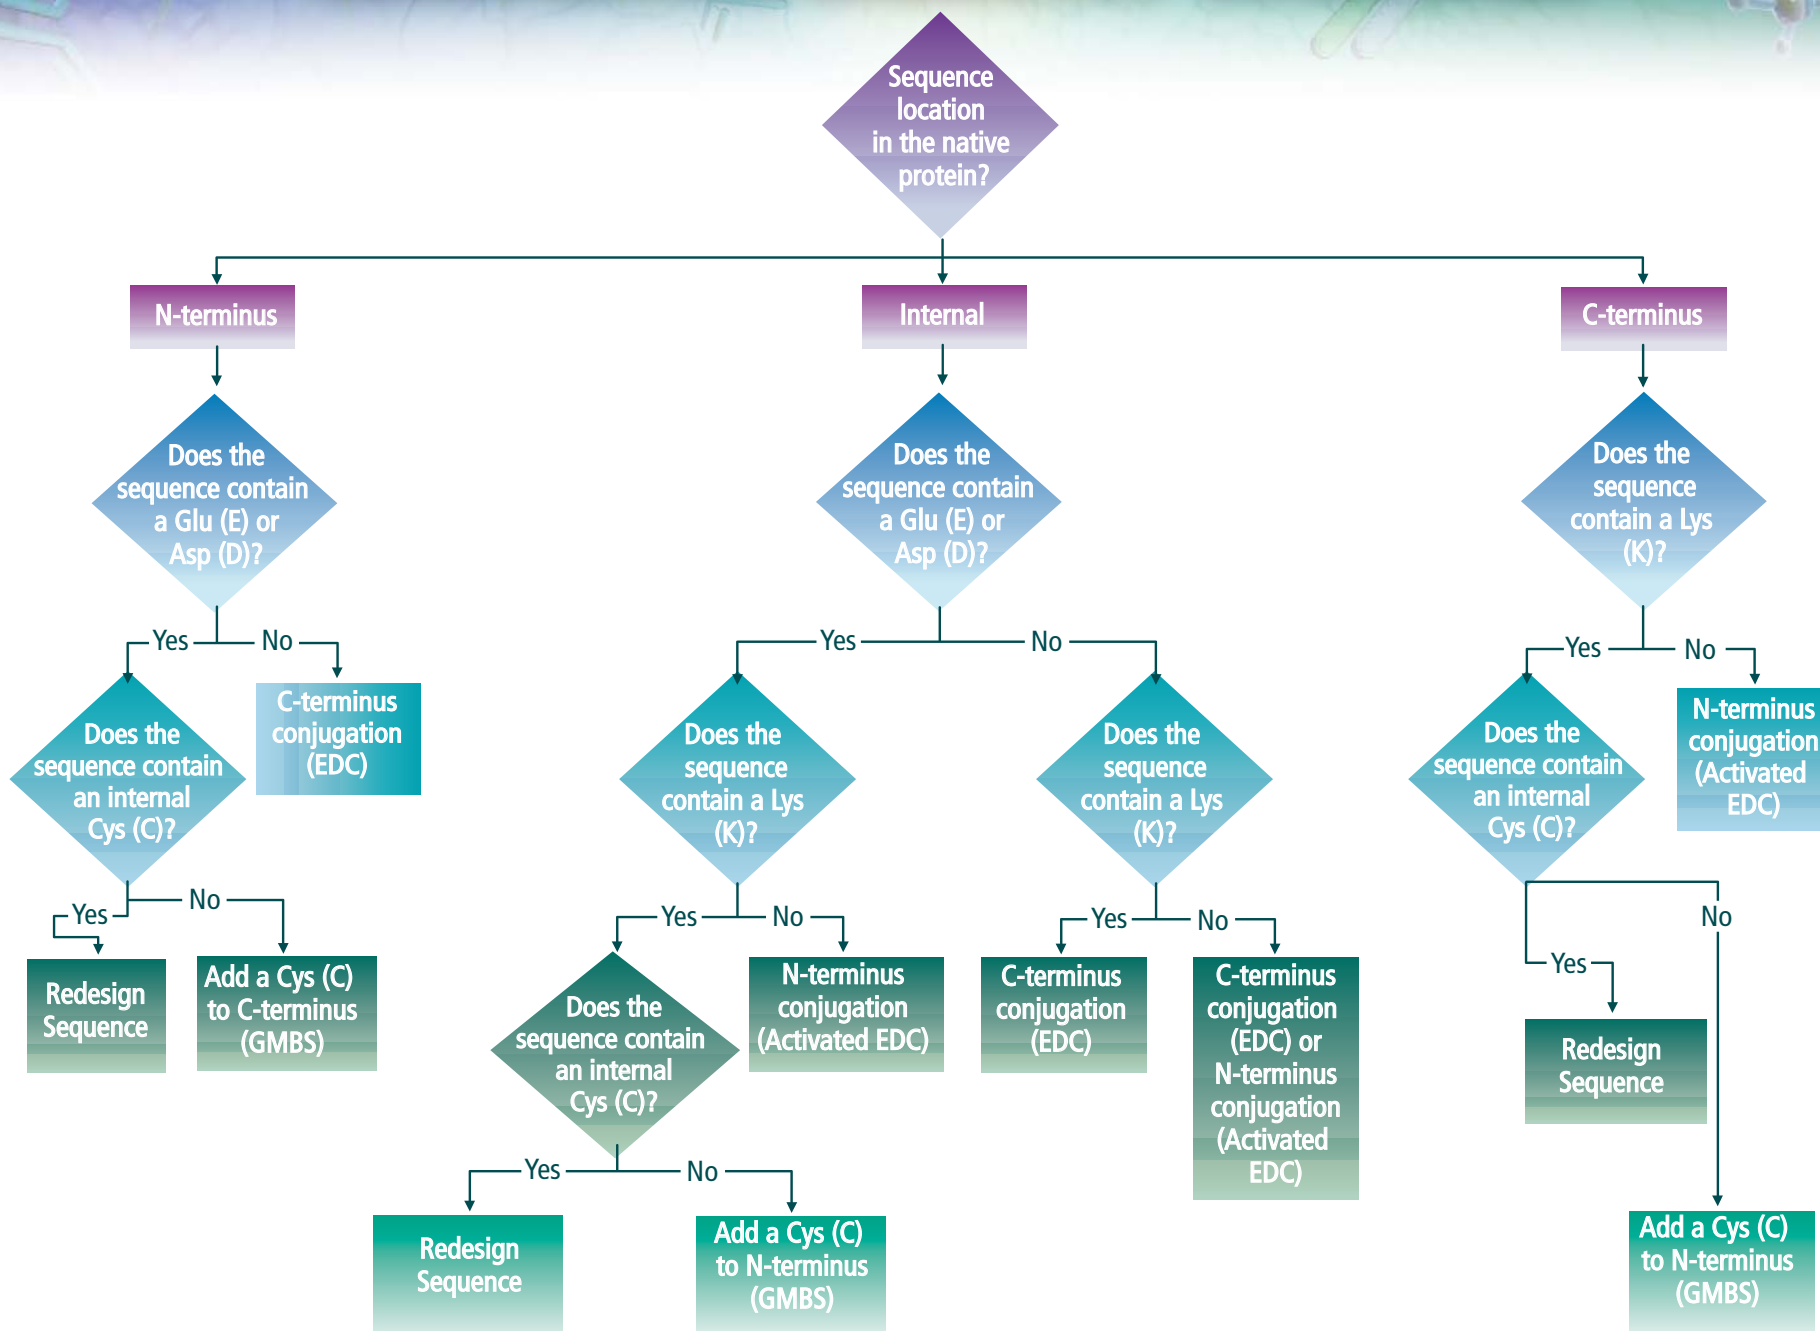 Sequence
location
in the native
protein?
N-terminus
Internal
C-terminus
Does the
sequence contain
a Glu (E) or
Asp (D)?
Does the
sequence contain
a Glu (E) or
Asp (D)?
Does the
sequence
contain a Lys
(K)?
Yes
No
Yes
No
Yes
No
Does the
sequence contain
an internal
Cys (C)?
C-terminus
conjugation
(EDC)
Does the
sequence
contain a Lys
(K)?
Does the
sequence
contain a Lys
(K)?
Does the
sequence contain
an internal
Cys (C)?
N-terminus
conjugation
(Activated
EDC)
Yes
No
Yes
No
Yes
No
No
Yes
Redesign
Sequence
Add a Cys (C)
to C-terminus
(GMBS)
Does the
sequence contain
an internal
Cys (C)?
N-terminus
conjugation
(Activated EDC)
C-terminus
conjugation
(EDC)
C-terminus
conjugation
(EDC) or
N-terminus
conjugation
(Activated
EDC)
Redesign
Sequence
Yes
No
Redesign
Sequence
Add a Cys (C)
to N-terminus
(GMBS)
Add a Cys (C)
to N-terminus
(GMBS)